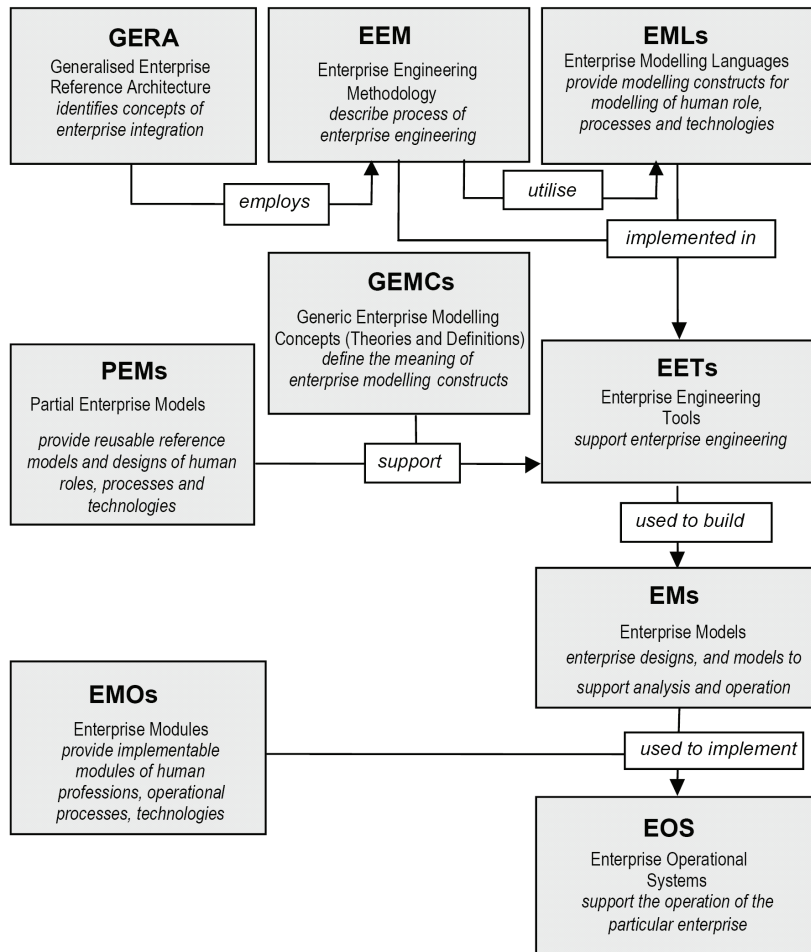 GERA
Generalised Enterprise
Reference Architecture
identifies concepts of
enterprise integration
EEM
Enterprise Engineering
Methodology
describe process of
enterprise engineering
EMLs
Enterprise Modelling Languages
provide modelling constructs for
modelling of human role,
processes and technologies
employs
utilise
implemented in
GEMCs
Generic Enterprise Modelling
Concepts (Theories and Definitions)
define the meaning of
enterprise modelling constructs
PEMs
Partial Enterprise Models
provide reusable reference
models and designs of human
roles, processes and
technologies
support
EETs
Enterprise Engineering
Tools
support enterprise engineering
used to build
EMs
Enterprise Models
enterprise designs, and models to
support analysis and operation
EMOs
Enterprise Modules
provide implementable
modules of human
professions, operational
processes, technologies
used to implement
EOS
Enterprise Operational
Systems
support the operation of the
particular enterprise